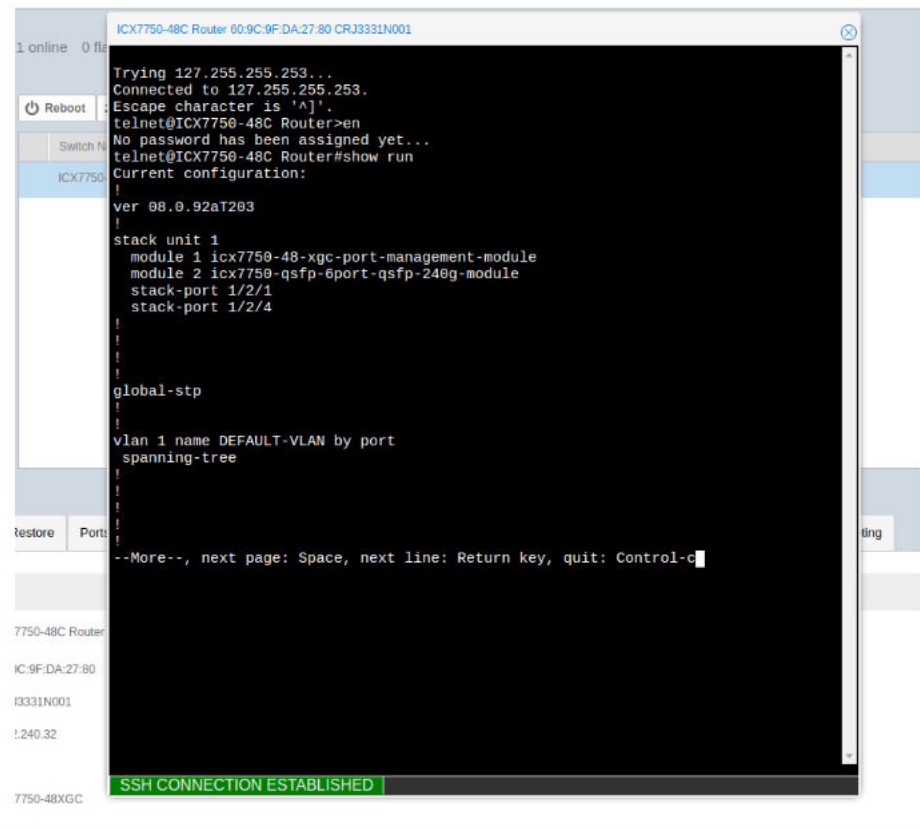 ICX7750-48C Router 60:9C:9F:DA:27:80 CRJ3331N001
1 online 0 fla
Reboot
Switch N
ICX7750-
Trying 127.255.255.253...
Connected to 127.255.255.253.
Escape character is '^]'.
telnet@ICX7750-48C Router>en
No password has been assigned yet...
telnet@ICX7750-48C Router#show run
Current configuration:
!
ver 08.0.92aT203
!
stack unit 1
  module 1 icx7750-48-xgc-port-management-module
  module 2 icx7750-qsfp-6port-qsfp-240g-module
  stack-port 1/2/1
  stack-port 1/2/4
!
!
!
!
global-stp
!
!
vlan 1 name DEFAULT-VLAN by port
 spanning-tree
!
!
!
!
!
--More--, next page: Space, next line: Return key, quit: Control-c
Restore Ports ting
7750-48C Router
C:9F:DA:27:80
3331N001
2.240.32
7750-48XGC
SSH CONNECTION ESTABLISHED